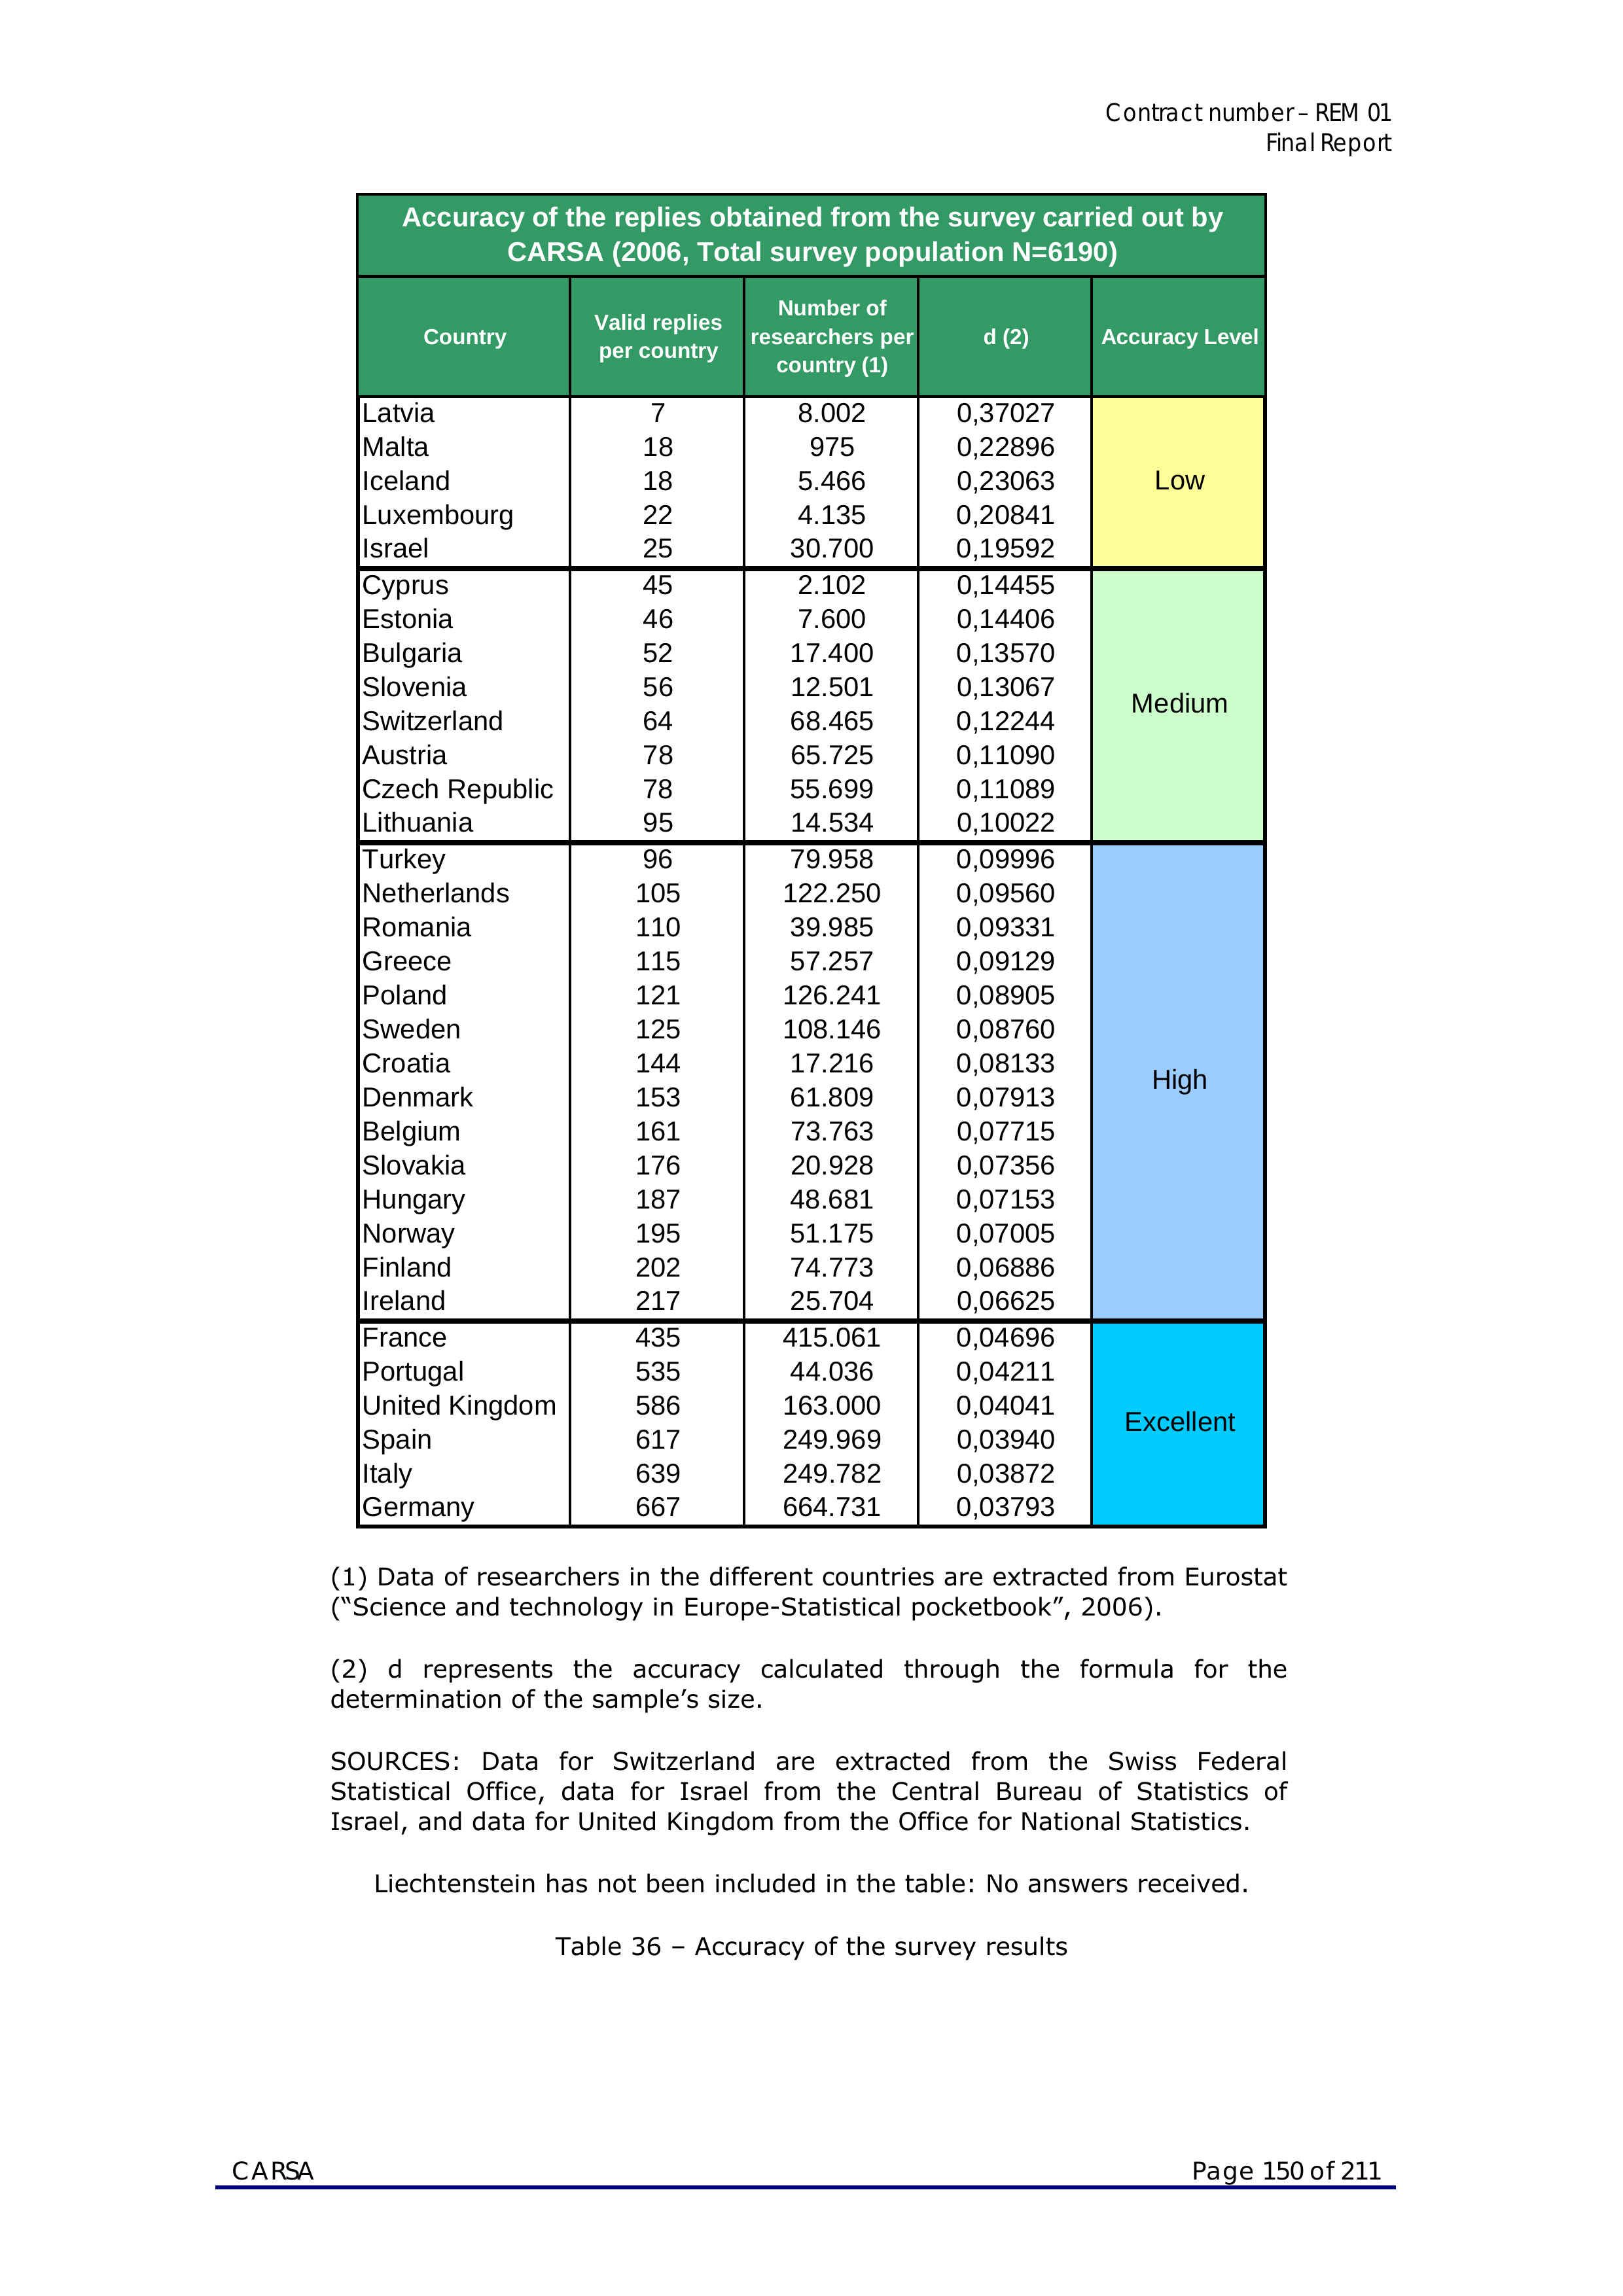 Contract number – REM 01
Final Report
Accuracy of the replies obtained from the survey carried out by
CARSA (2006, Total survey population N=6190)
Country Valid replies per country Number of researchers per country (1) d (2) Accuracy Level
Latvia 7 8.002 0,37027
Malta 18 975 0,22896
Iceland 18 5.466 0,23063 Low
Luxembourg 22 4.135 0,20841
Israel 25 30.700 0,19592
Cyprus 45 2.102 0,14455
Estonia 46 7.600 0,14406
Bulgaria 52 17.400 0,13570
Slovenia 56 12.501 0,13067 Medium
Switzerland 64 68.465 0,12244
Austria 78 65.725 0,11090
Czech Republic 78 55.699 0,11089
Lithuania 95 14.534 0,10022
Turkey 96 79.958 0,09996
Netherlands 105 122.250 0,09560
Romania 110 39.985 0,09331
Greece 115 57.257 0,09129
Poland 121 126.241 0,08905
Sweden 125 108.146 0,08760
Croatia 144 17.216 0,08133 High
Denmark 153 61.809 0,07913
Belgium 161 73.763 0,07715
Slovakia 176 20.928 0,07356
Hungary 187 48.681 0,07153
Norway 195 51.175 0,07005
Finland 202 74.773 0,06886
Ireland 217 25.704 0,06625
France 435 415.061 0,04696
Portugal 535 44.036 0,04211
United Kingdom 586 163.000 0,04041 Excellent
Spain 617 249.969 0,03940
Italy 639 249.782 0,03872
Germany 667 664.731 0,03793
(1) Data of researchers in the different countries are extracted from Eurostat
(“Science and technology in Europe-Statistical pocketbook”, 2006).
(2) d represents the accuracy calculated through the formula for the
determination of the sample’s size.
SOURCES: Data for Switzerland are extracted from the Swiss Federal
Statistical Office, data for Israel from the Central Bureau of Statistics of
Israel, and data for United Kingdom from the Office for National Statistics.
Liechtenstein has not been included in the table: No answers received.
Table 36 – Accuracy of the survey results
CARSA Page 150 of 211